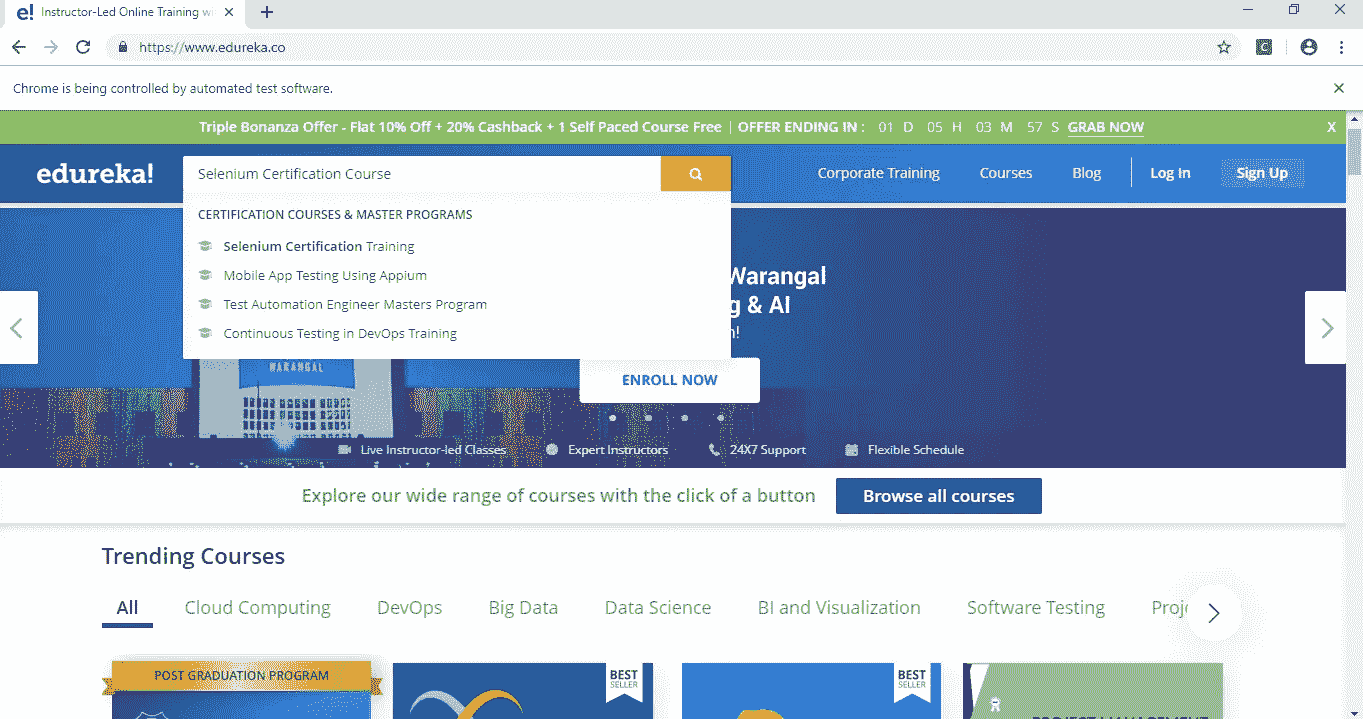 e! Instructor-Led Online Training wi
https://www.edureka.co
Chrome is being controlled by automated test software.
Triple Bonanza Offer - Flat 10% Off + 20% Cashback + 1 Self Paced Course Free | OFFER ENDING IN : 01 D 05 H 03 M 57 S GRAB NOW X
edureka!
Selenium Certification Course
Corporate Training Courses Blog Log In Sign Up
CERTIFICATION COURSES & MASTER PROGRAMS
Selenium Certification Training
Mobile App Testing Using Appium
Test Automation Engineer Masters Program
Continuous Testing in DevOps Training
Warangal
g & AI
n!
WARANGAL
ENROLL NOW
Live Instructor-led Classes Expert Instructors 24X7 Support Flexible Schedule
Explore our wide range of courses with the click of a button Browse all courses
Trending Courses
All Cloud Computing DevOps Big Data Data Science BI and Visualization Software Testing Proje
POST GRADUATION PROGRAM
BEST
SELLER
BEST
SELLER
PROJECT MANAGEMENT